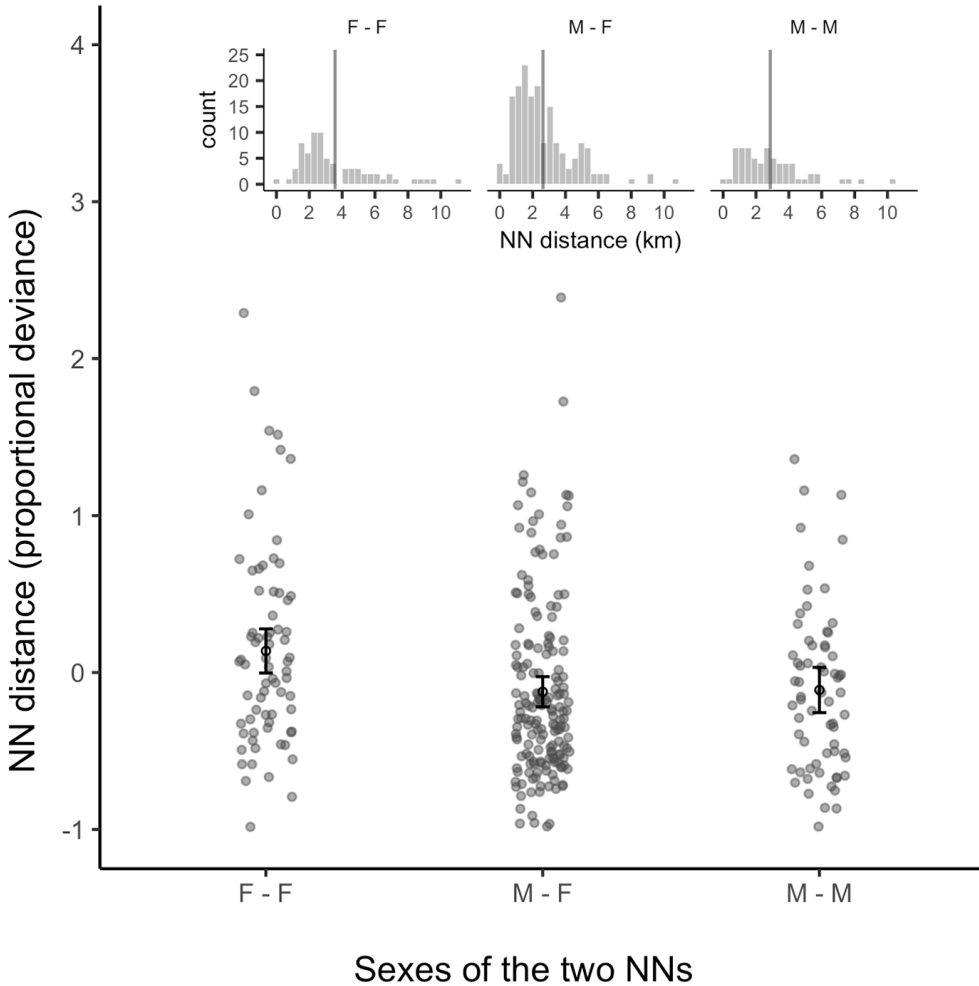 F - F M - F M - M
count
25
20
15
10
5
0
0 2 4 6 8 10 0 2 4 6 8 10 0 2 4 6 8 10
NN distance (km)
NN distance (proportional deviance)
4
3
2
1
0
-1
F - F M - F M - M
Sexes of the two NNs